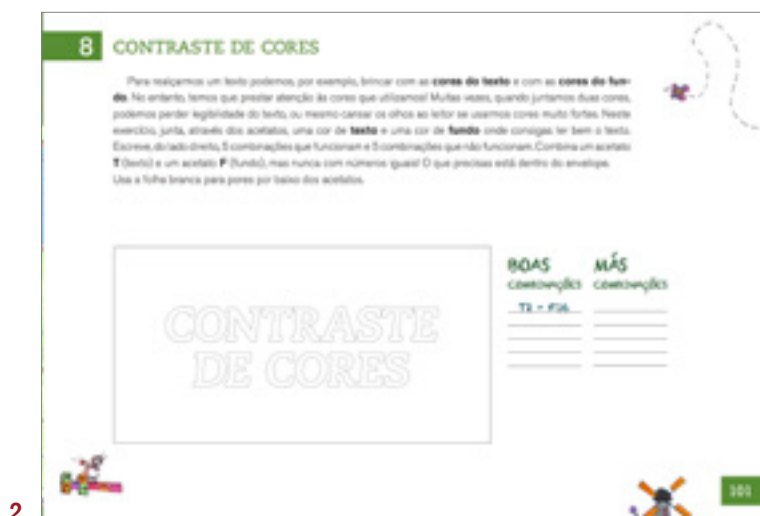 8 CONTRASTE DE CORES
Para realçarmos um texto podemos, por exemplo, brincar com as cores do texto e com as cores do fun-
do. No entanto, temos que prestar atenção às cores que utilizamos! Muitas vezes, quando juntamos duas cores,
podemos perder legibilidade do texto, ou mesmo cansar os olhos ao leitor se usarmos cores muito fortes. Neste
exercício, junta, através dos acetatos, uma cor de texto e uma cor de fundo onde consigas ler bem o texto.
Escreve, do lado direito, 5 combinações que funcionam e 5 combinações que não funcionam. Combina um acetato
T (texto) e um acetato F (fundo), mas nunca com números iguais! O que precisas está dentro do envelope.
Usa a folha branca para pores por baixo dos acetatos.
CONTRASTE
DE CORES
BOAS MÁS
COMBINAÇÕES COMBINAÇÕES
101
2